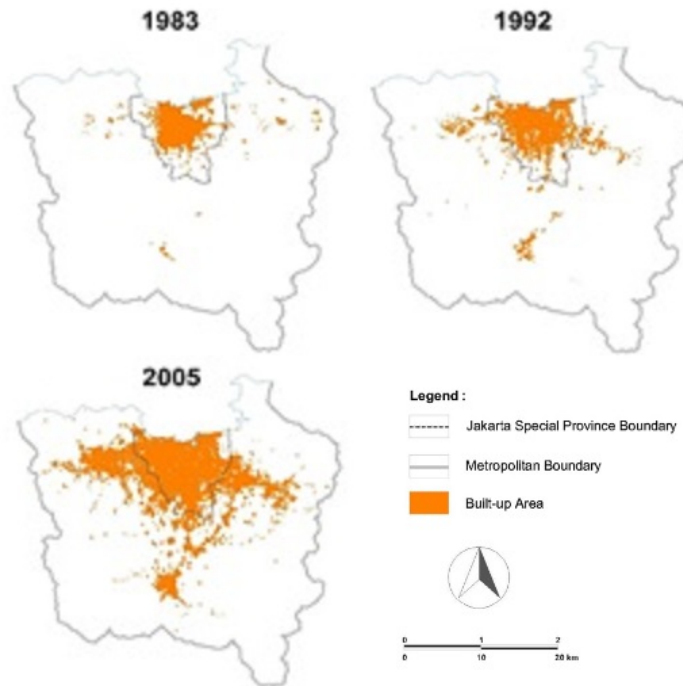 1983
1992
2005
Legend :
Jakarta Special Province Boundary
Metropolitan Boundary
Built-up Area
0 1 2
0 10 20 km